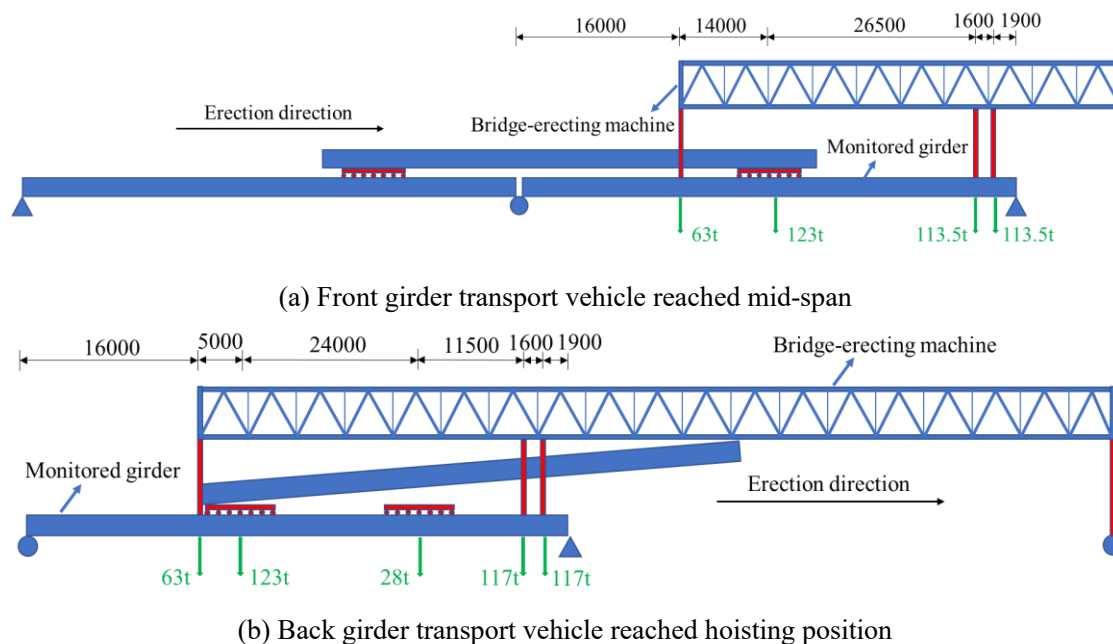 16000 14000 26500 1600 1900
Erection direction
Bridge-erecting machine
Monitored girder
63t 123t 113.5t 113.5t
(a) Front girder transport vehicle reached mid-span
16000 5000 24000 11500 1600 1900
Bridge-erecting machine
Monitored girder
Erection direction
63t 123t 28t 117t 117t
(b) Back girder transport vehicle reached hoisting position